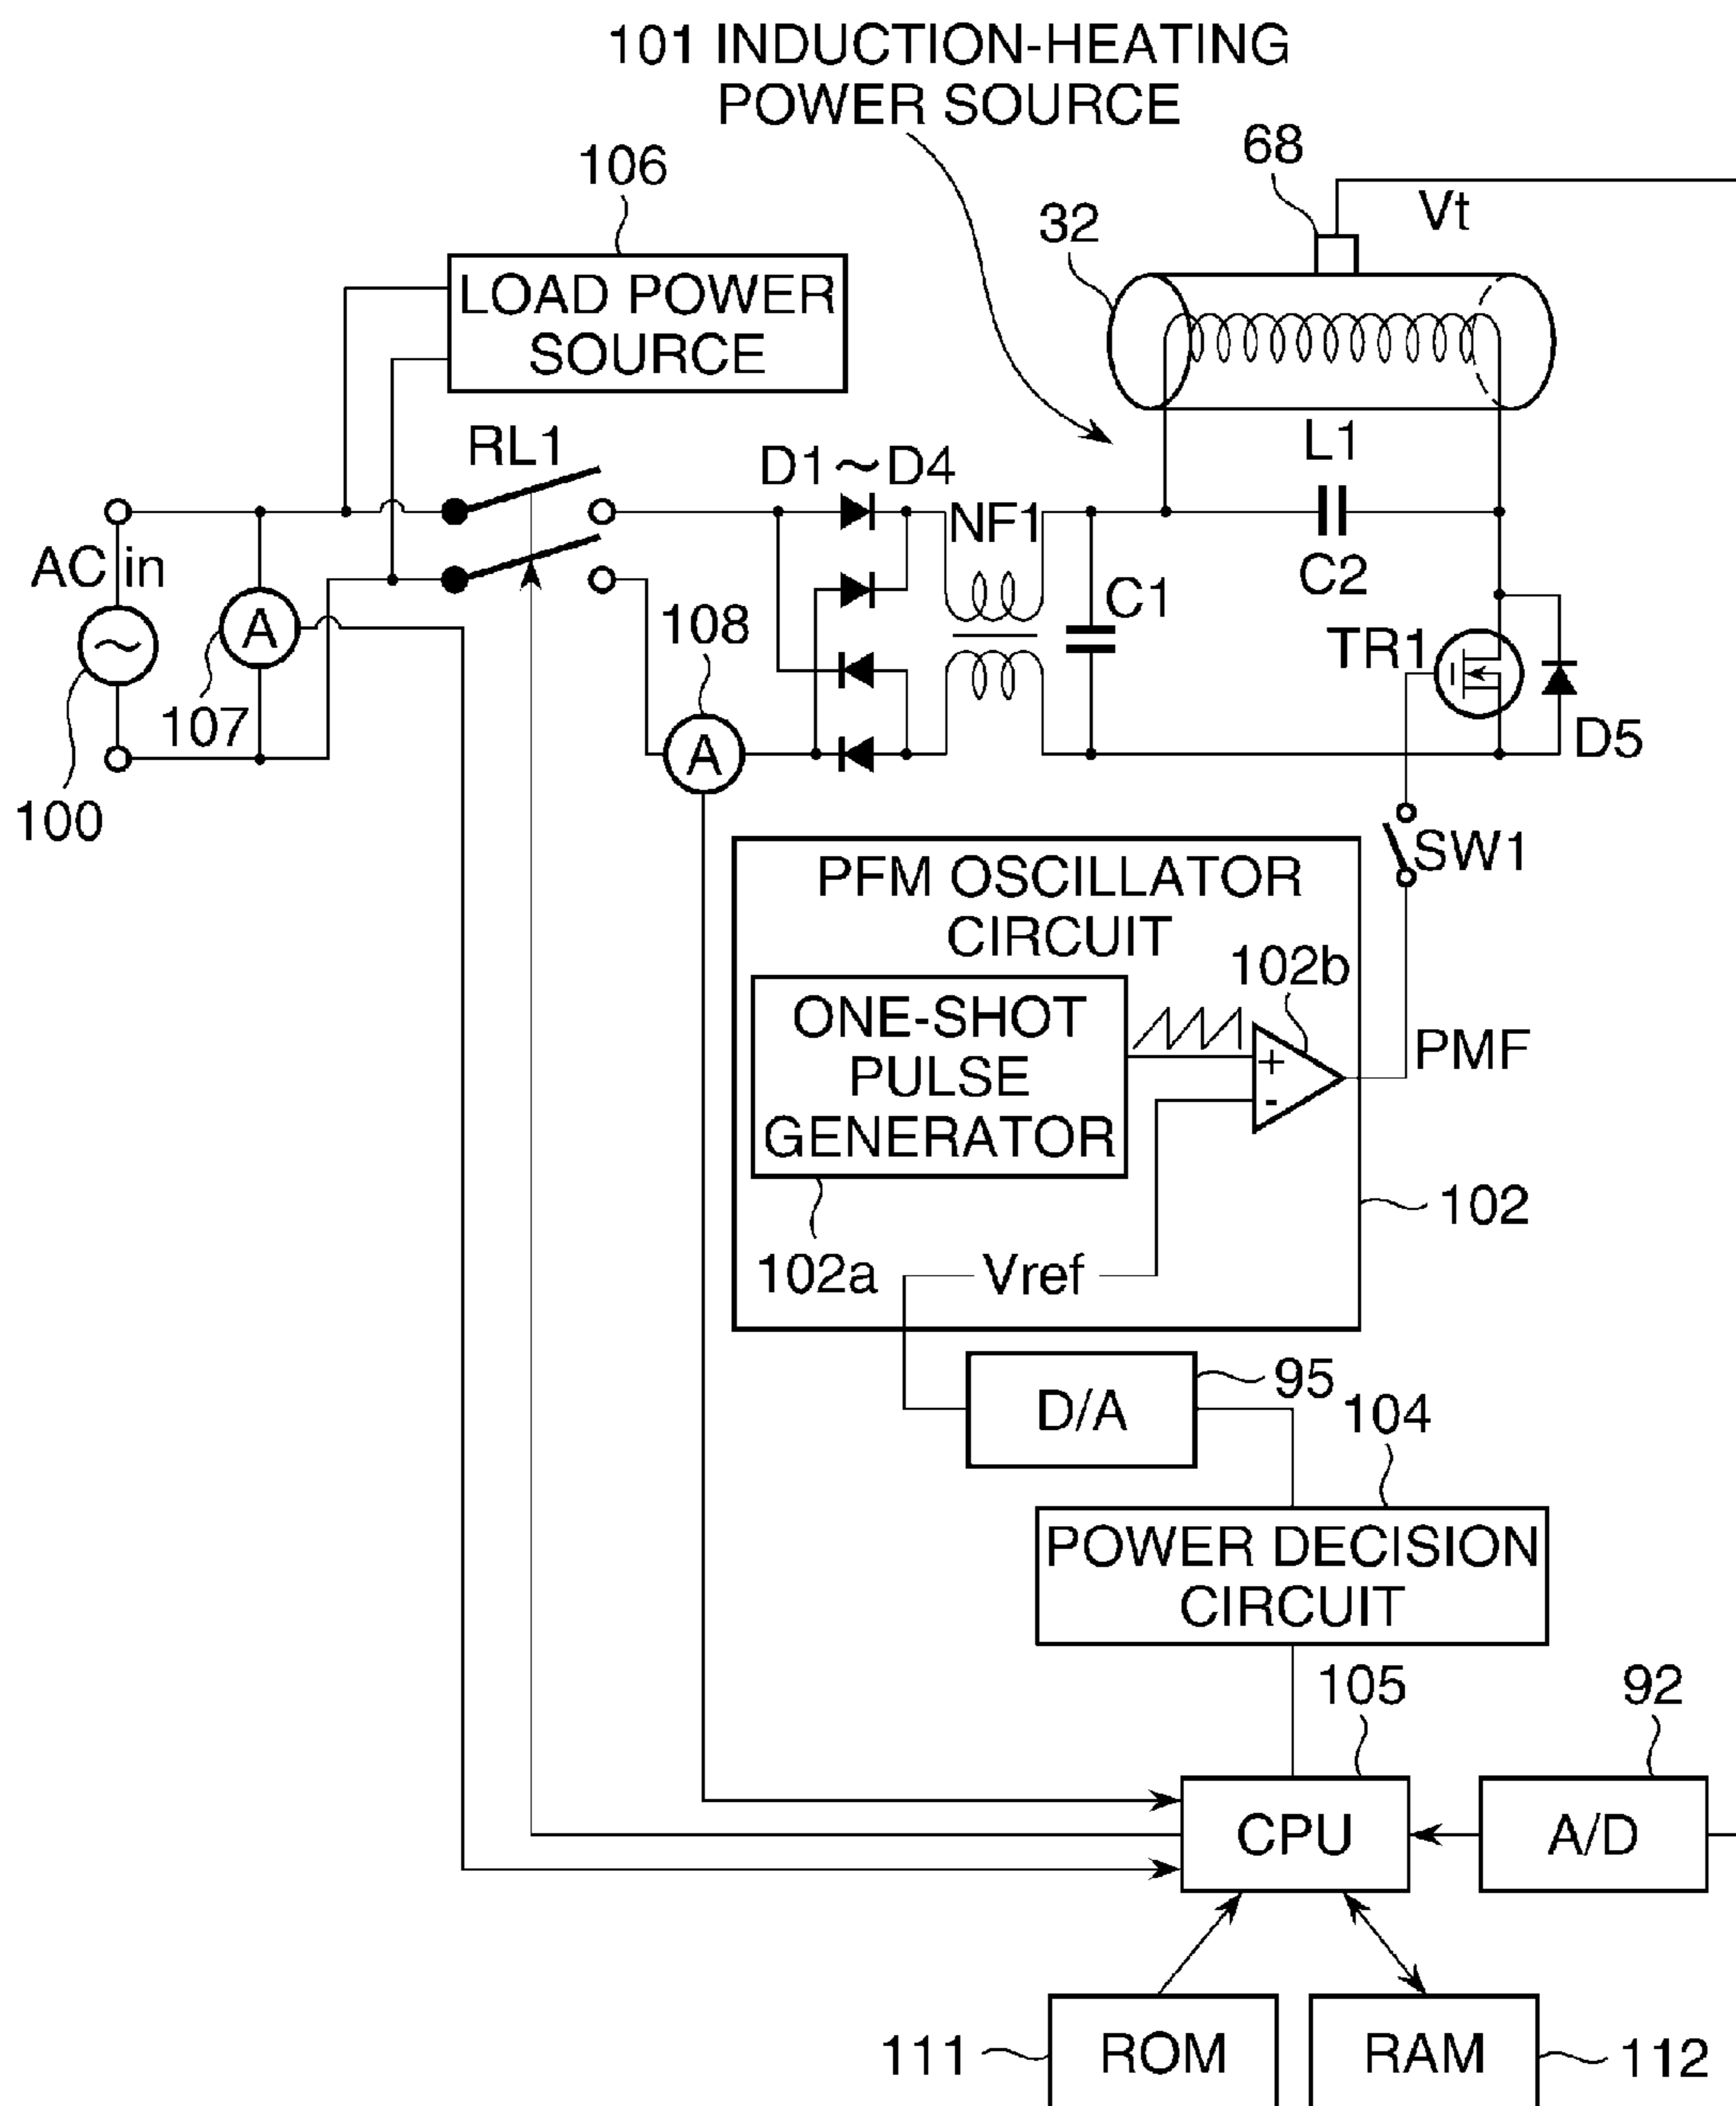 101 INDUCTION-HEATING
POWER SOURCE
106
68
Vt
32
LOAD POWER
SOURCE
RL1
D1~D4
L1
NF1
AC in
C2
C1
108
A
TR1
107
A
D5
100
SW1
PFM OSCILLATOR
CIRCUIT
102b
ONE-SHOT
PULSE
GENERATOR
+
-
PMF
102
102a
Vref
95
D/A
104
POWER DECISION
CIRCUIT
105
92
CPU
A/D
111
ROM
RAM
112